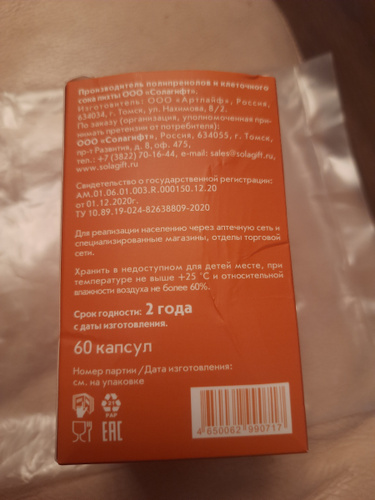 Производитель полипренолов и клеточного
сока пихты ООО «Солагифт».
Изготовитель: ООО «Артлайф», Россия,
634034, г. Томск, ул. Нахимова, 8/2.
По заказу (организация, уполномоченная при-
нимать претензии от потребителя):
ООО «Солагифт», Россия, 634055, г. Томск,
пр-т Развития, д. 8, оф. 475,
тел.: +7 (3822) 70-16-44, e-mail: sales@solagift.ru,
www.solagift.ru
Свидетельство о государственной регистрации:
AM.01.06.01.003.R.000150.12.20
от 01.12.2020г.
ТУ 10.89.19-024-82638809-2020
Для реализации населению через аптечную сеть и
специализированные магазины, отделы торговой
сети.
Хранить в недоступном для детей месте, при
температуре не выше +25 °С и относительной
влажности воздуха не более 60%.
Срок годности: 2 года
с даты изготовления.
60 капсул
Номер партии /Дата изготовления:
см. на упаковке
21
PAP
EAC
4 650062 990717